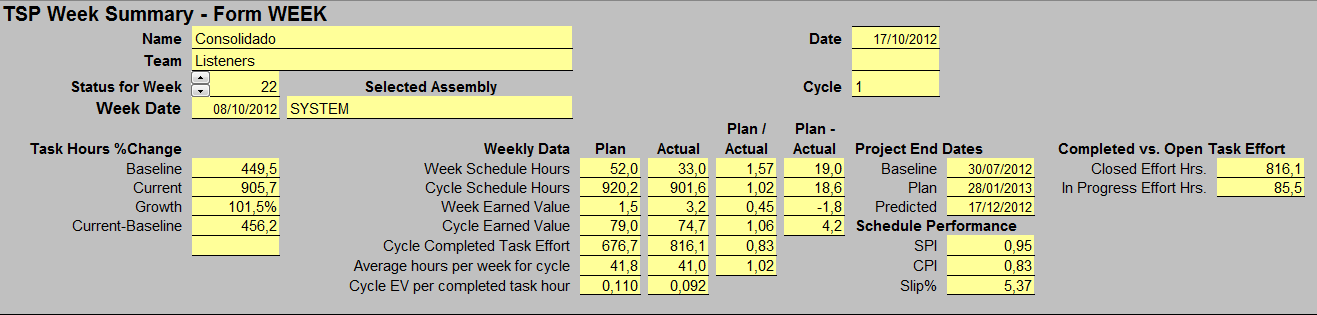 TSP Week Summary - Form WEEK
Name Consolidado Date 17/10/2012
Team Listeners
Status for Week 22 Selected Assembly Cycle 1
Week Date 08/10/2012 SYSTEM
Plan / Plan -
Task Hours %Change Weekly Data Plan Actual Actual Actual Project End Dates Completed vs. Open Task Effort
Baseline 449,5 Week Schedule Hours 52,0 33,0 1,57 19,0 Baseline 30/07/2012 Closed Effort Hrs. 816,1
Current 905,7 Cycle Schedule Hours 920,2 901,6 1,02 18,6 Plan 28/01/2013 In Progress Effort Hrs. 85,5
Growth 101,5% Week Earned Value 1,5 3,2 0,45 -1,8 Predicted 17/12/2012
Current-Baseline 456,2 Cycle Earned Value 79,0 74,7 1,06 4,2 Schedule Performance
Cycle Completed Task Effort 676,7 816,1 0,83 SPI 0,95
Average hours per week for cycle 41,8 41,0 1,02 CPI 0,83
Cycle EV per completed task hour 0,110 0,092 Slip% 5,37